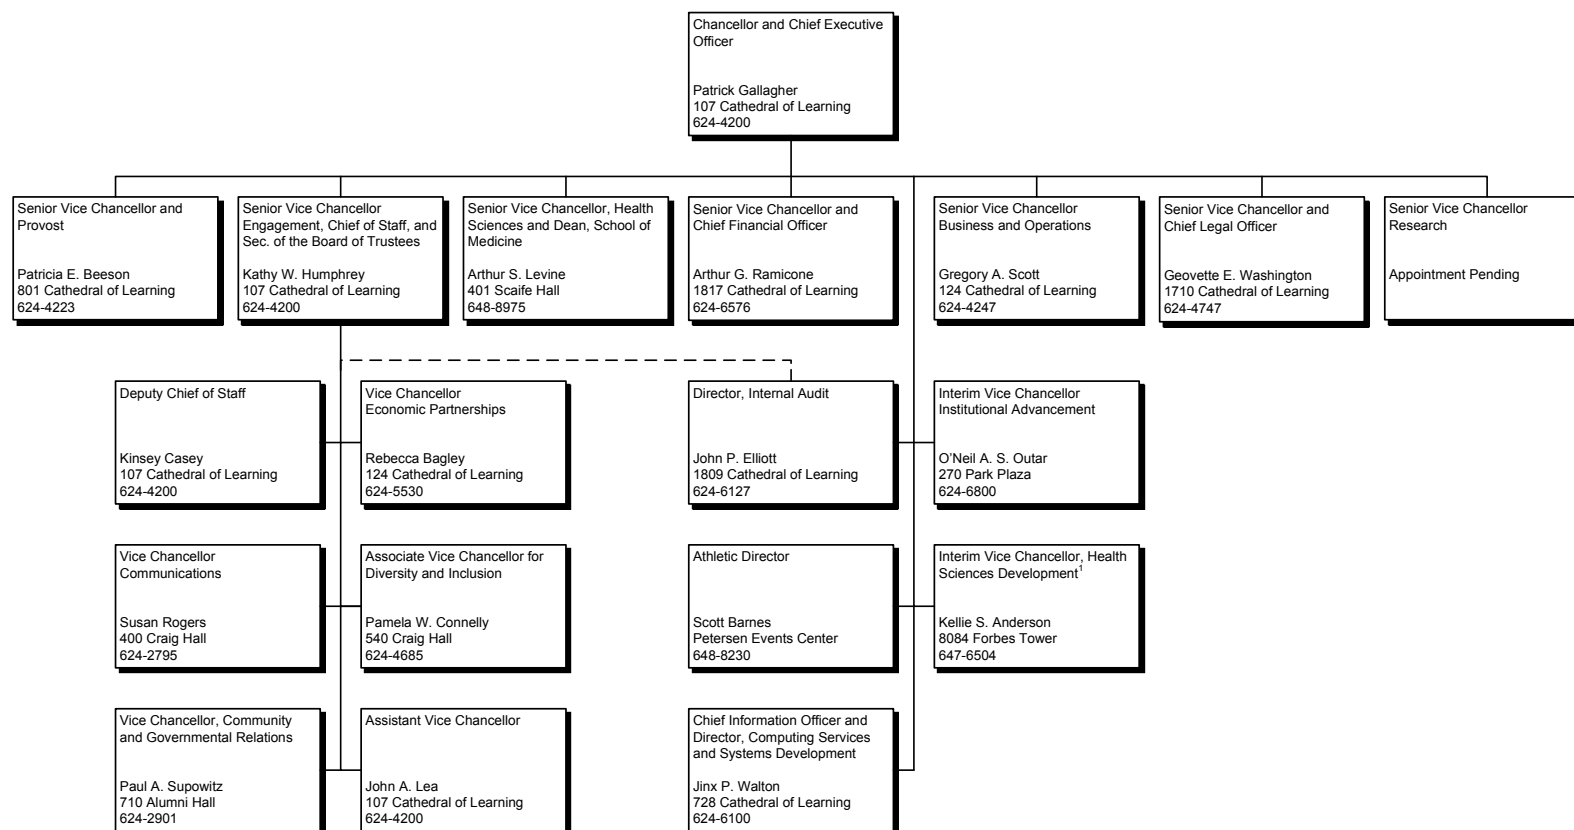 Chancellor and Chief Executive
Officer
Patrick Gallagher
107 Cathedral of Learning
624-4200
Senior Vice Chancellor and
Provost
Patricia E. Beeson
801 Cathedral of Learning
624-4223
Senior Vice Chancellor
Engagement, Chief of Staff, and
Sec. of the Board of Trustees
Kathy W. Humphrey
107 Cathedral of Learning
624-4200
Senior Vice Chancellor, Health
Sciences and Dean, School of
Medicine
Arthur S. Levine
401 Scaife Hall
648-8975
Senior Vice Chancellor and
Chief Financial Officer
Arthur G. Ramicone
1817 Cathedral of Learning
624-6576
Senior Vice Chancellor
Business and Operations
Gregory A. Scott
124 Cathedral of Learning
624-4247
Senior Vice Chancellor and
Chief Legal Officer
Geovette E. Washington
1710 Cathedral of Learning
624-4747
Senior Vice Chancellor
Research
Appointment Pending
Deputy Chief of Staff
Kinsey Casey
107 Cathedral of Learning
624-4200
Vice Chancellor
Economic Partnerships
Rebecca Bagley
124 Cathedral of Learning
624-5530
Director, Internal Audit
John P. Elliott
1809 Cathedral of Learning
624-6127
Interim Vice Chancellor
Institutional Advancement
O'Neil A. S. Outar
270 Park Plaza
624-6800
Vice Chancellor
Communications
Susan Rogers
400 Craig Hall
624-2795
Associate Vice Chancellor for
Diversity and Inclusion
Pamela W. Connelly
540 Craig Hall
624-4685
Athletic Director
Scott Barnes
Petersen Events Center
648-8230
Interim Vice Chancellor, Health
Sciences Development¹
Kellie S. Anderson
8084 Forbes Tower
647-6504
Vice Chancellor, Community
and Governmental Relations
Paul A. Supowitz
710 Alumni Hall
624-2901
Assistant Vice Chancellor
John A. Lea
107 Cathedral of Learning
624-4200
Chief Information Officer and
Director, Computing Services
and Systems Development
Jinx P. Walton
728 Cathedral of Learning
624-6100